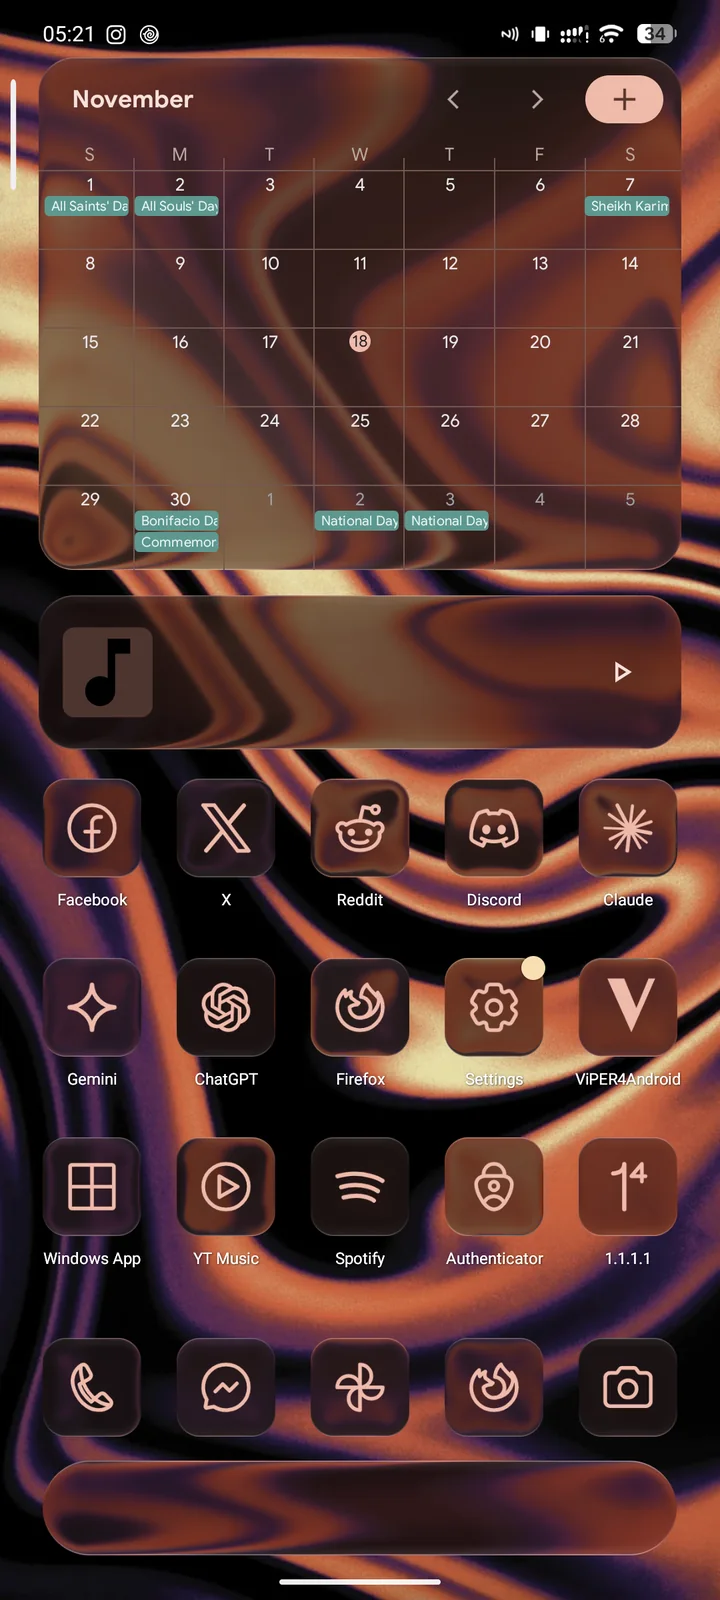 05:21 34
November
S M T W T F S
1 2 3 4 5 6 7
All Saints' Da All Souls' Day Sheikh Karim
8 9 10 11 12 13 14
15 16 17 18 19 20 21
22 23 24 25 26 27 28
29 30 1 2 3 4 5
Bonifacio Da National Day National Day
Commemor
Facebook X Reddit Discord Claude
Gemini ChatGPT Firefox Settings ViPER4Android
Windows App YT Music Spotify Authenticator 1.1.1.1